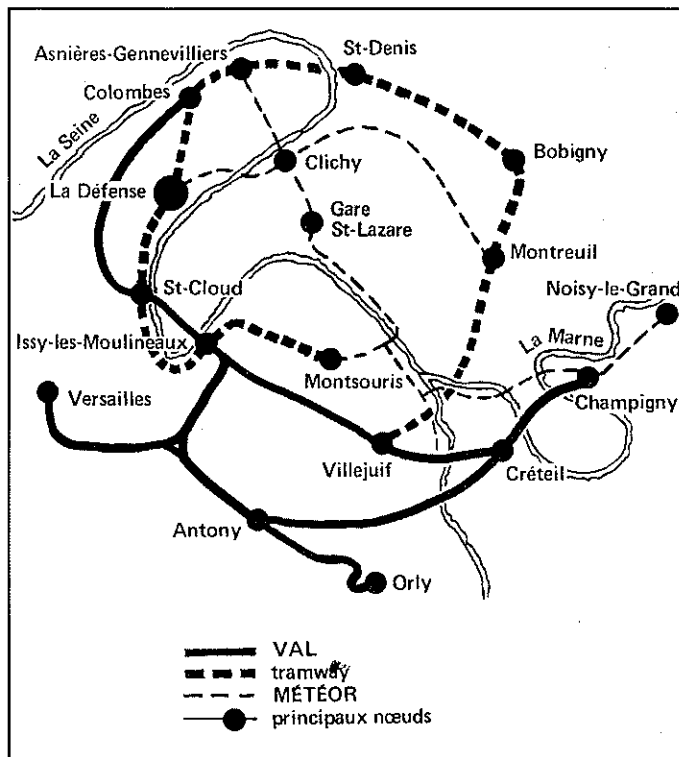 St-Denis
Asnières-Gennevilliers
Colombes
La Seine
Bobigny
Clichy
La Défense
Gare
St-Lazare
Montreuil
Noisy-le-Grand
St-Cloud
Issy-les-Moulineaux
La Marne
Montsouris
Versailles
Champigny
Villejuif
Créteil
Antony
Orly
VAL
tramway
MÉTÉOR
principaux nœuds